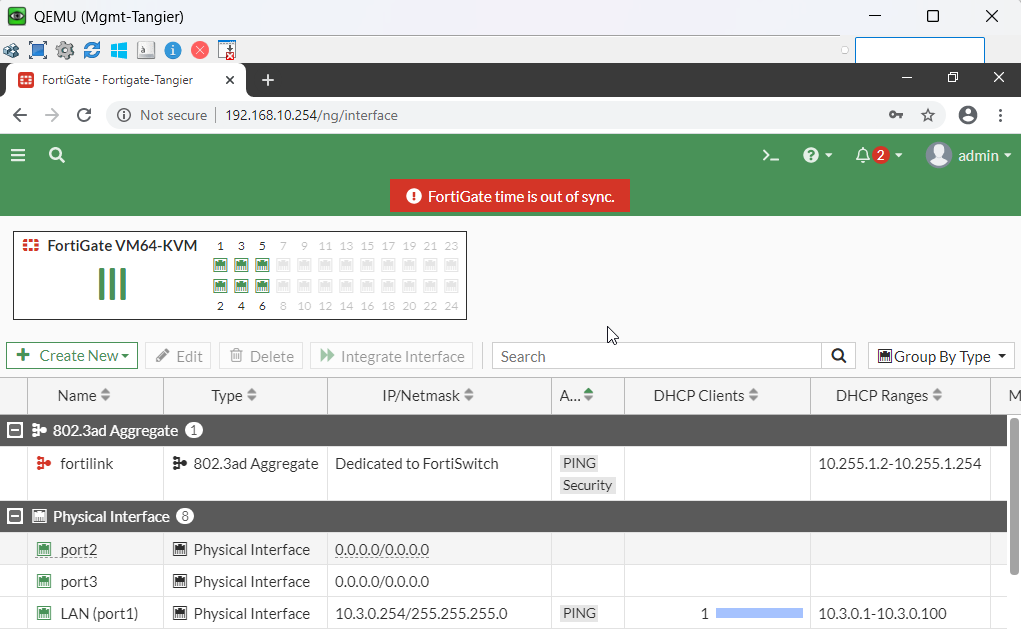 QEMU (Mgmt-Tangier)
FortiGate - Fortigate-Tangier
Not secure 192.168.10.254/ng/interface
>_ ? 2 admin
FortiGate time is out of sync.
FortiGate VM64-KVM 1 3 5 7 9 11 13 15 17 19 21 23
2 4 6 8 10 12 14 16 18 20 22 24
Create New Edit Delete Integrate Interface Search Group By Type
Name Type IP/Netmask A... DHCP Clients DHCP Ranges M
802.3ad Aggregate 1
fortilink 802.3ad Aggregate Dedicated to FortiSwitch PING 10.255.1.2-10.255.1.254
Security
Physical Interface 8
port2 Physical Interface 0.0.0.0/0.0.0.0
port3 Physical Interface 0.0.0.0/0.0.0.0
LAN (port1) Physical Interface 10.3.0.254/255.255.255.0 PING 1 10.3.0.1-10.3.0.100